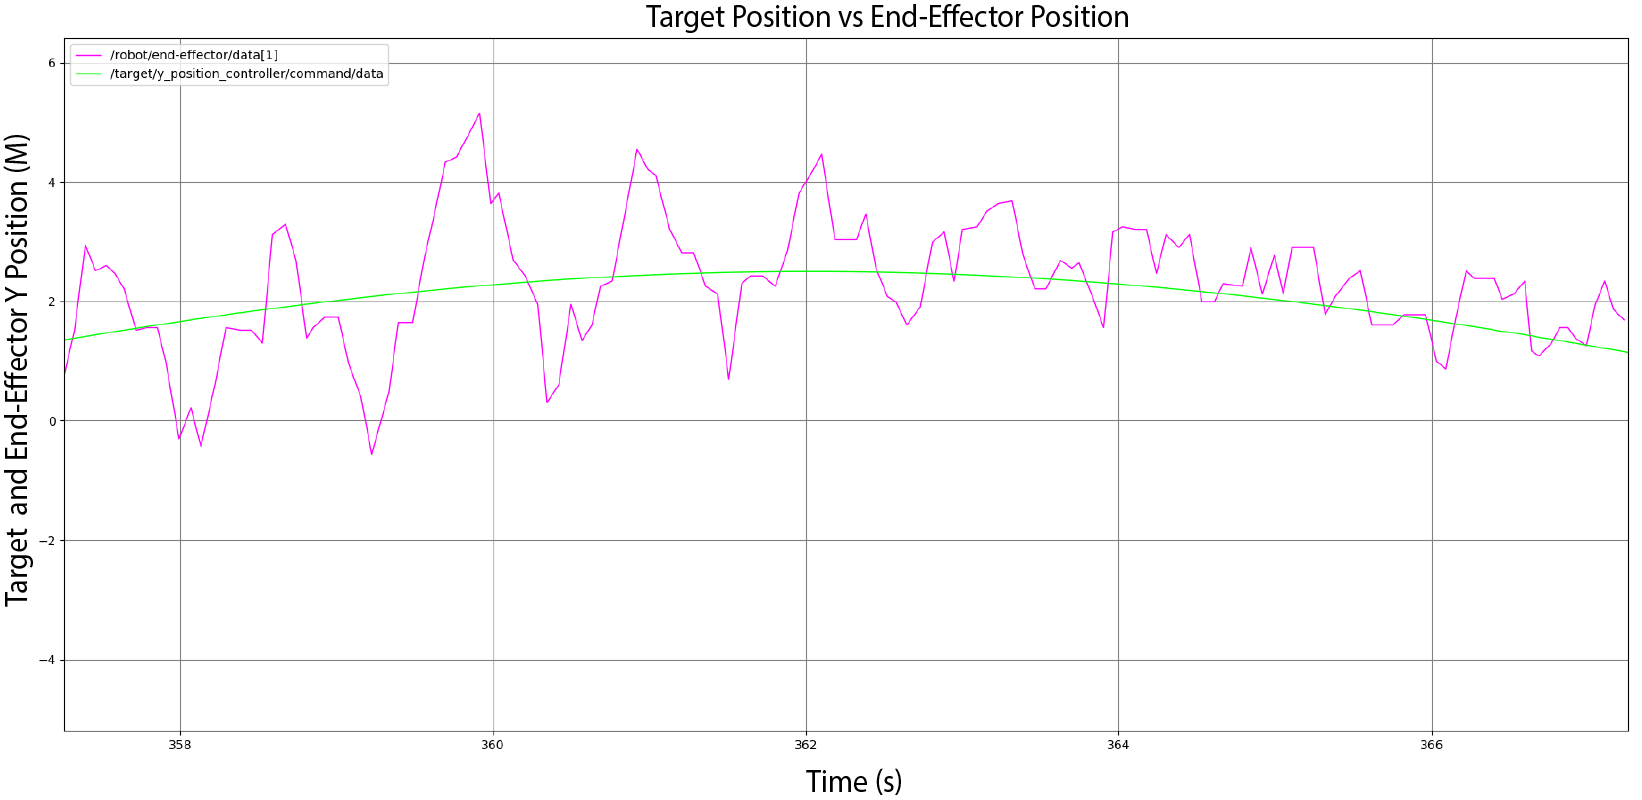 Target Position vs End-Effector Position
/robot/end-effector/data[1]
/target/y_position_controller/command/data
Target and End-Effector Y Position (M)
6
4
2
0
−2
−4
358
360
362
364
366
Time (s)